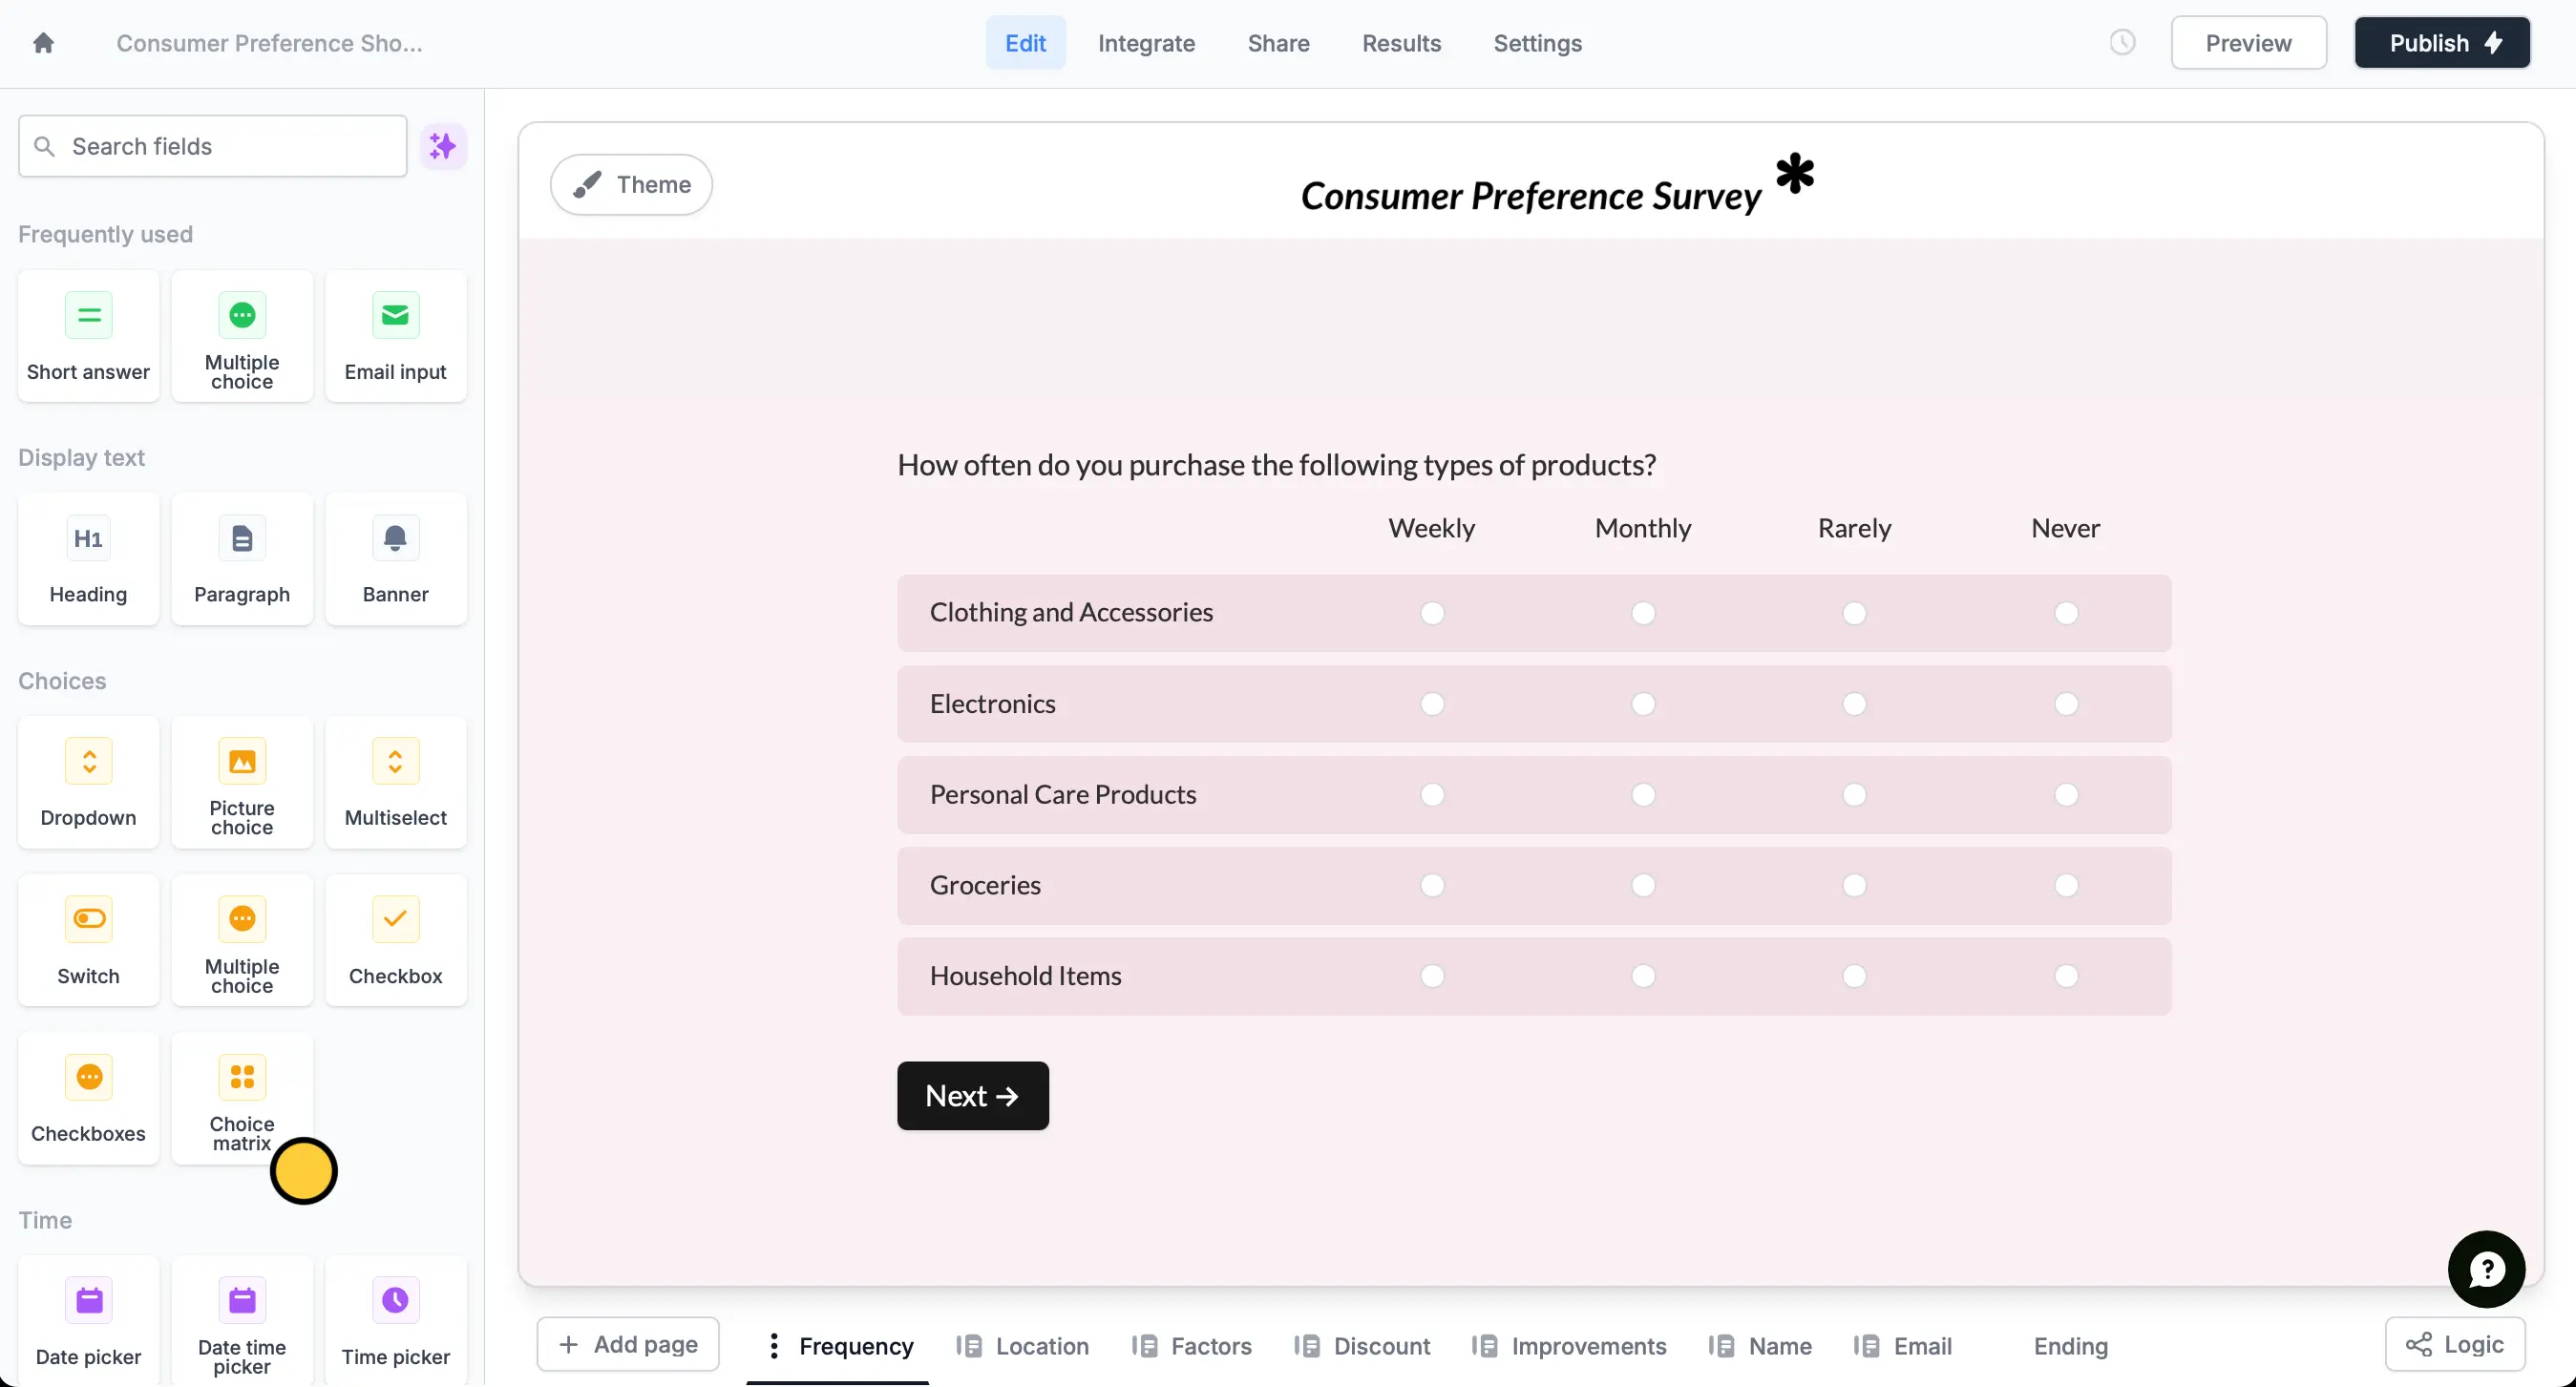 Consumer Preference Sho...
Edit
Integrate
Share
Results
Settings
Preview
Publish
Search fields
Frequently used
Short answer
Multiple
choice
Email input
Display text
H1
Heading
Paragraph
Banner
Choices
Dropdown
Picture
choice
Multiselect
Switch
Multiple
choice
Checkbox
Checkboxes
Choice
matrix
Time
Date picker
Date time
picker
Time picker
Theme
Consumer Preference Survey *
How often do you purchase the following types of products?
Weekly Monthly Rarely Never
Clothing and Accessories
Electronics
Personal Care Products
Groceries
Household Items
Next →
?
+ Add page
Frequency
Location
Factors
Discount
Improvements
Name
Email
Ending
Logic